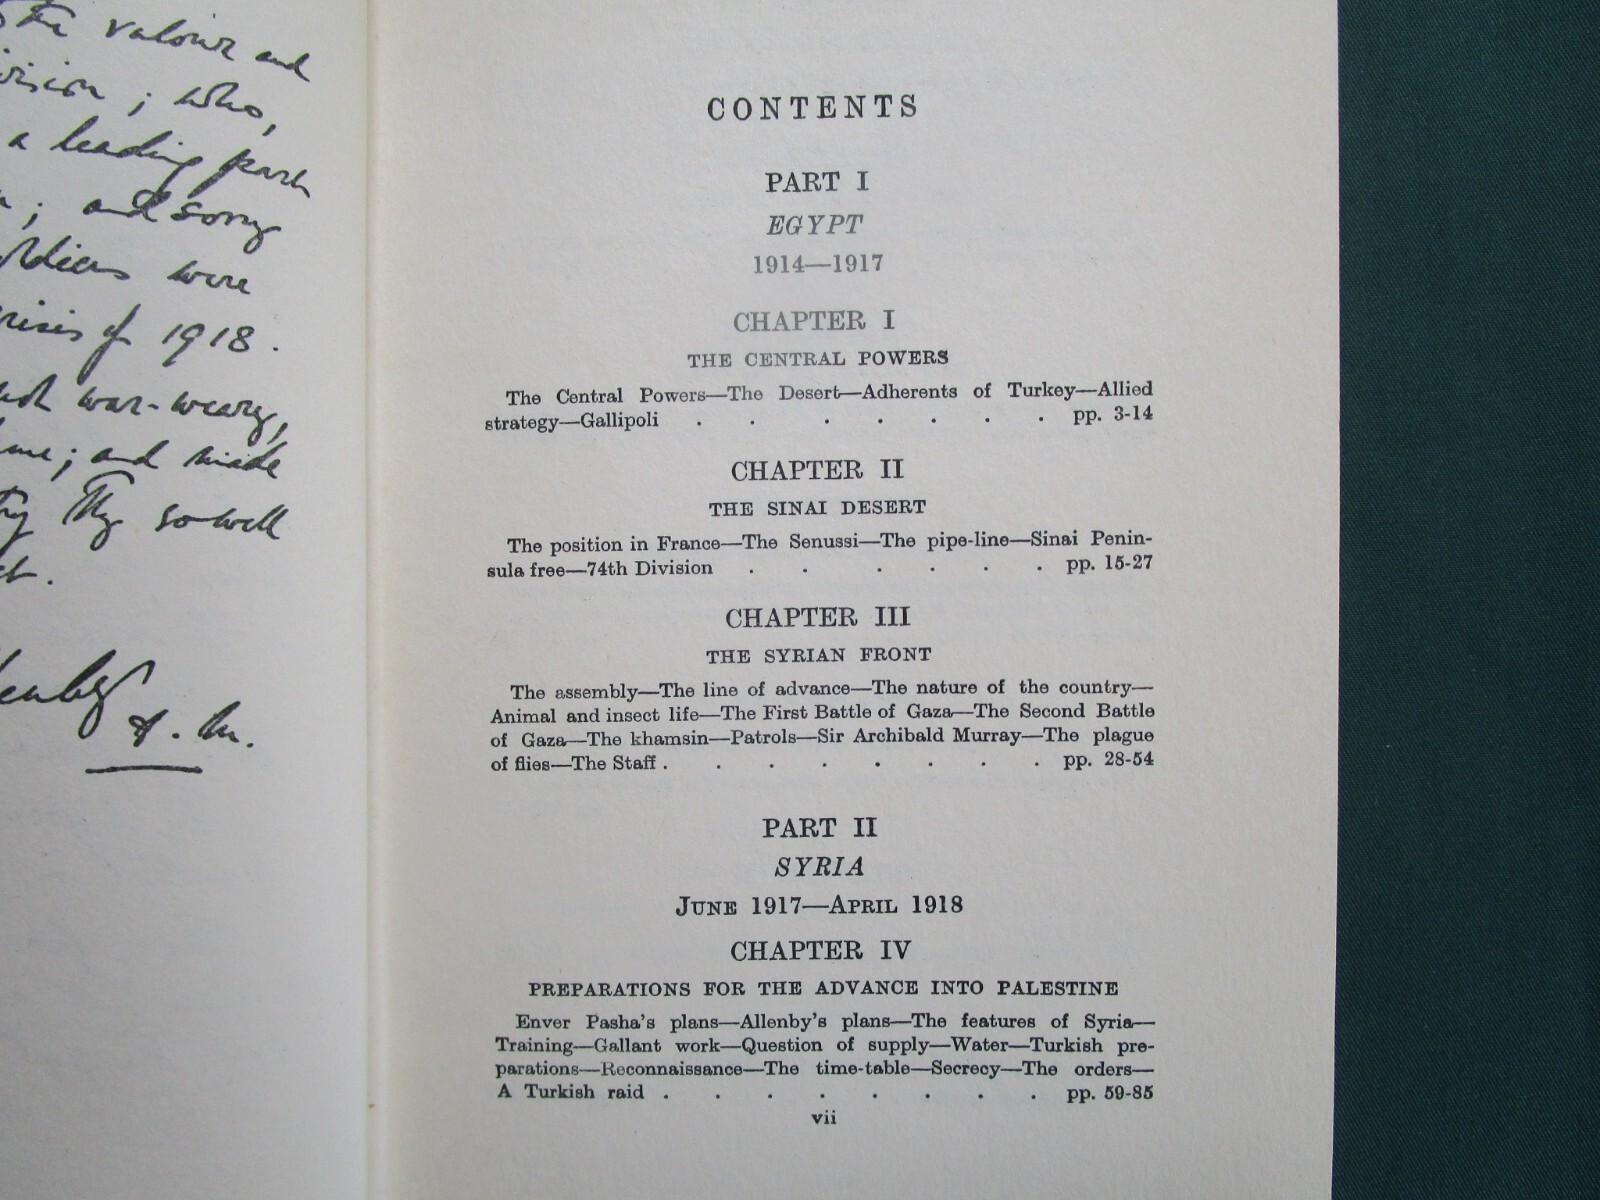 The valour and
; who,
a leading part
; and sorry
were
of 1918.
war-weary,
; and made
they so well
F. M.
CONTENTS
PART I
EGYPT
1914—1917
CHAPTER I
THE CENTRAL POWERS
The Central Powers—The Desert—Adherents of Turkey—Allied
strategy—Gallipoli . . . . . . . pp. 3-14
CHAPTER II
THE SINAI DESERT
The position in France—The Senussi—The pipe-line—Sinai Penin-
sula free—74th Division . . . . . . pp. 15-27
CHAPTER III
THE SYRIAN FRONT
The assembly—The line of advance—The nature of the country—
Animal and insect life—The First Battle of Gaza—The Second Battle
of Gaza—The khamsin—Patrols—Sir Archibald Murray—The plague
of flies—The Staff . . . . . . . . pp. 28-54
PART II
SYRIA
JUNE 1917—APRIL 1918
CHAPTER IV
PREPARATIONS FOR THE ADVANCE INTO PALESTINE
Enver Pasha's plans—Allenby's plans—The features of Syria—
Training—Gallant work—Question of supply—Water—Turkish pre-
parations—Reconnaissance—The time-table—Secrecy—The orders—
A Turkish raid . . . . . . . . pp. 59-85
vii